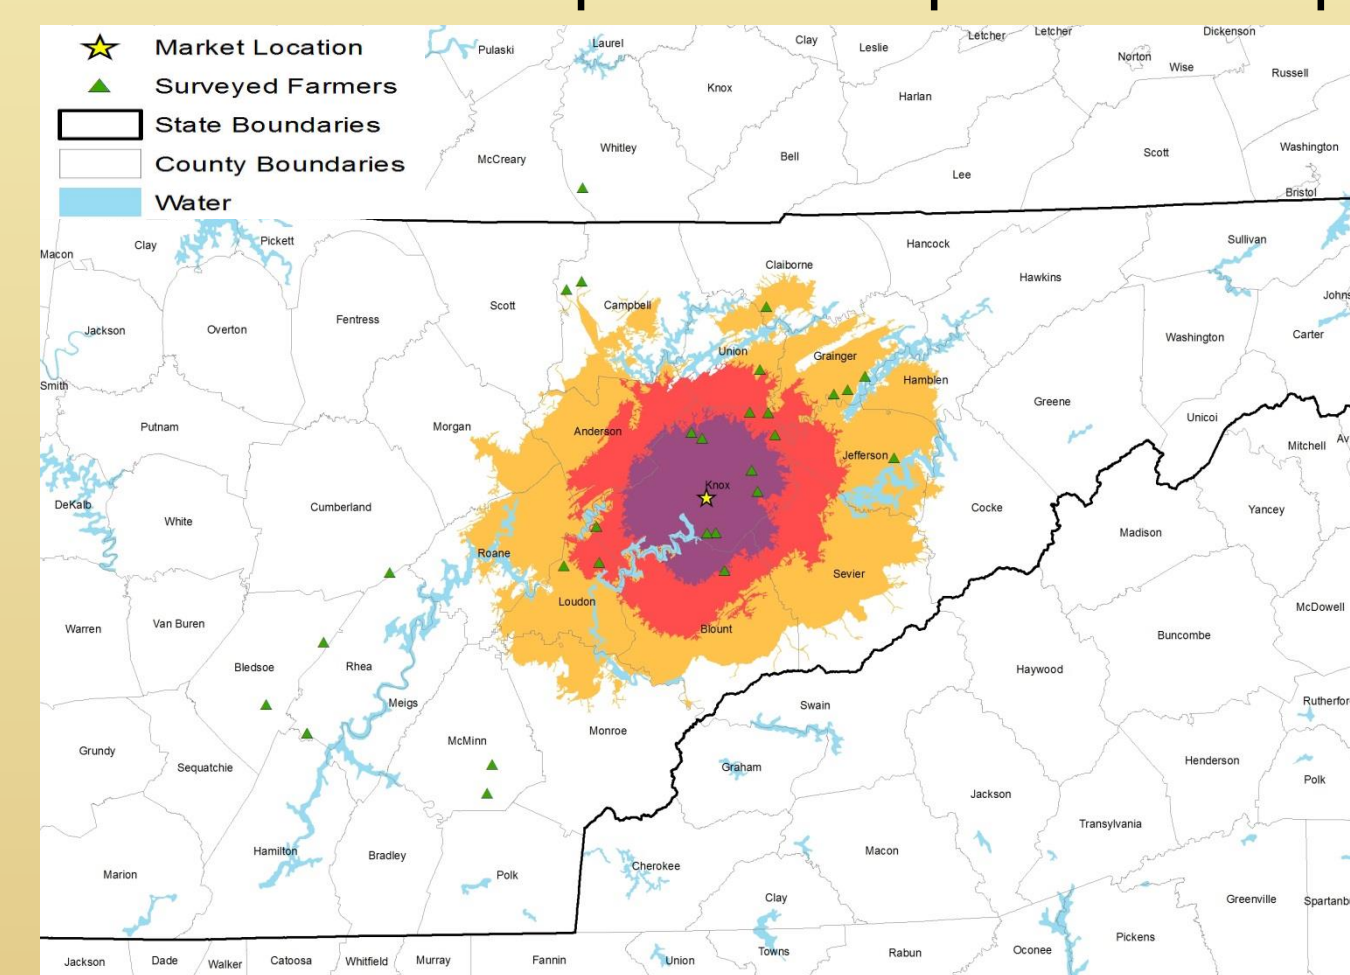 Market Location
Surveyed Farmers
State Boundaries
County Boundaries
Water
Pulaski
Laurel
Clay
Leslie
Letcher
Letcher
Dickenson
Norton
Wise
Russell
Knox
Harlan
McCreary
Whitley
Bell
Lee
Scott
Washington
Bristol
Macon
Clay
Pickett
Hancock
Sullivan
Claiborne
Hawkins
Scott
Campbell
Johns
Jackson
Overton
Fentress
Union
Grainger
Washington
Carter
Smith
Hamblen
Greene
Unicoi
Putnam
Morgan
Anderson
Mitchell
Av
Jefferson
Knox
DeKalb
White
Cumberland
Cocke
Yancey
Madison
Roane
Sevier
Loudon
McDowell
Warren
Van Buren
Blount
Buncombe
Bledsoe
Rhea
Haywood
Meigs
Swain
Rutherfor
Monroe
McMinn
Grundy
Sequatchie
Graham
Henderson
Polk
Jackson
Transylvania
Hamilton
Bradley
Macon
Cherokee
Marion
Polk
Clay
Greenville
Spartanb
Pickens
Jackson
Dade
Walker
Catoosa
Whitfield
Murray
Fannin
Union
Towns
Rabun
Oconee